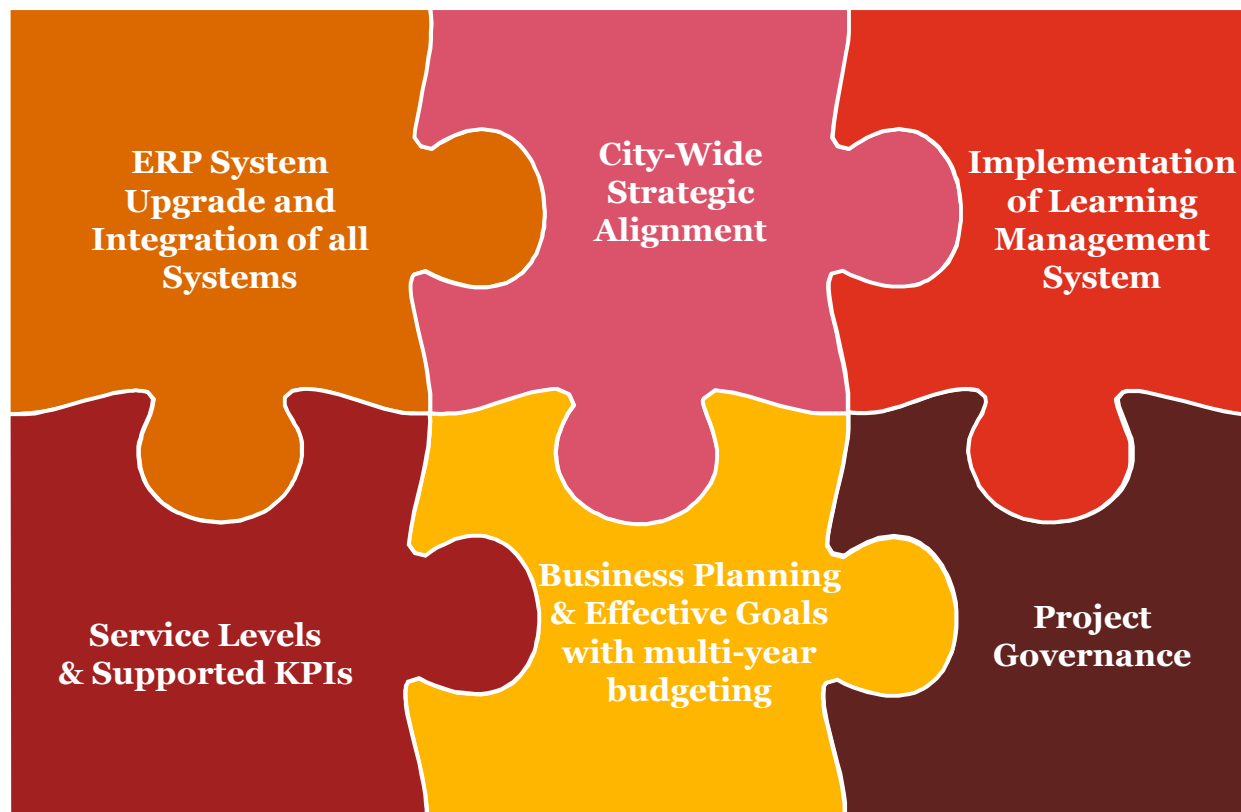 ERP System
Upgrade and
Integration of all
Systems
City-Wide
Strategic
Alignment
Implementation
of Learning
Management
System
Service Levels
& Supported KPIs
Business Planning
& Effective Goals
with multi-year
budgeting
Project
Governance